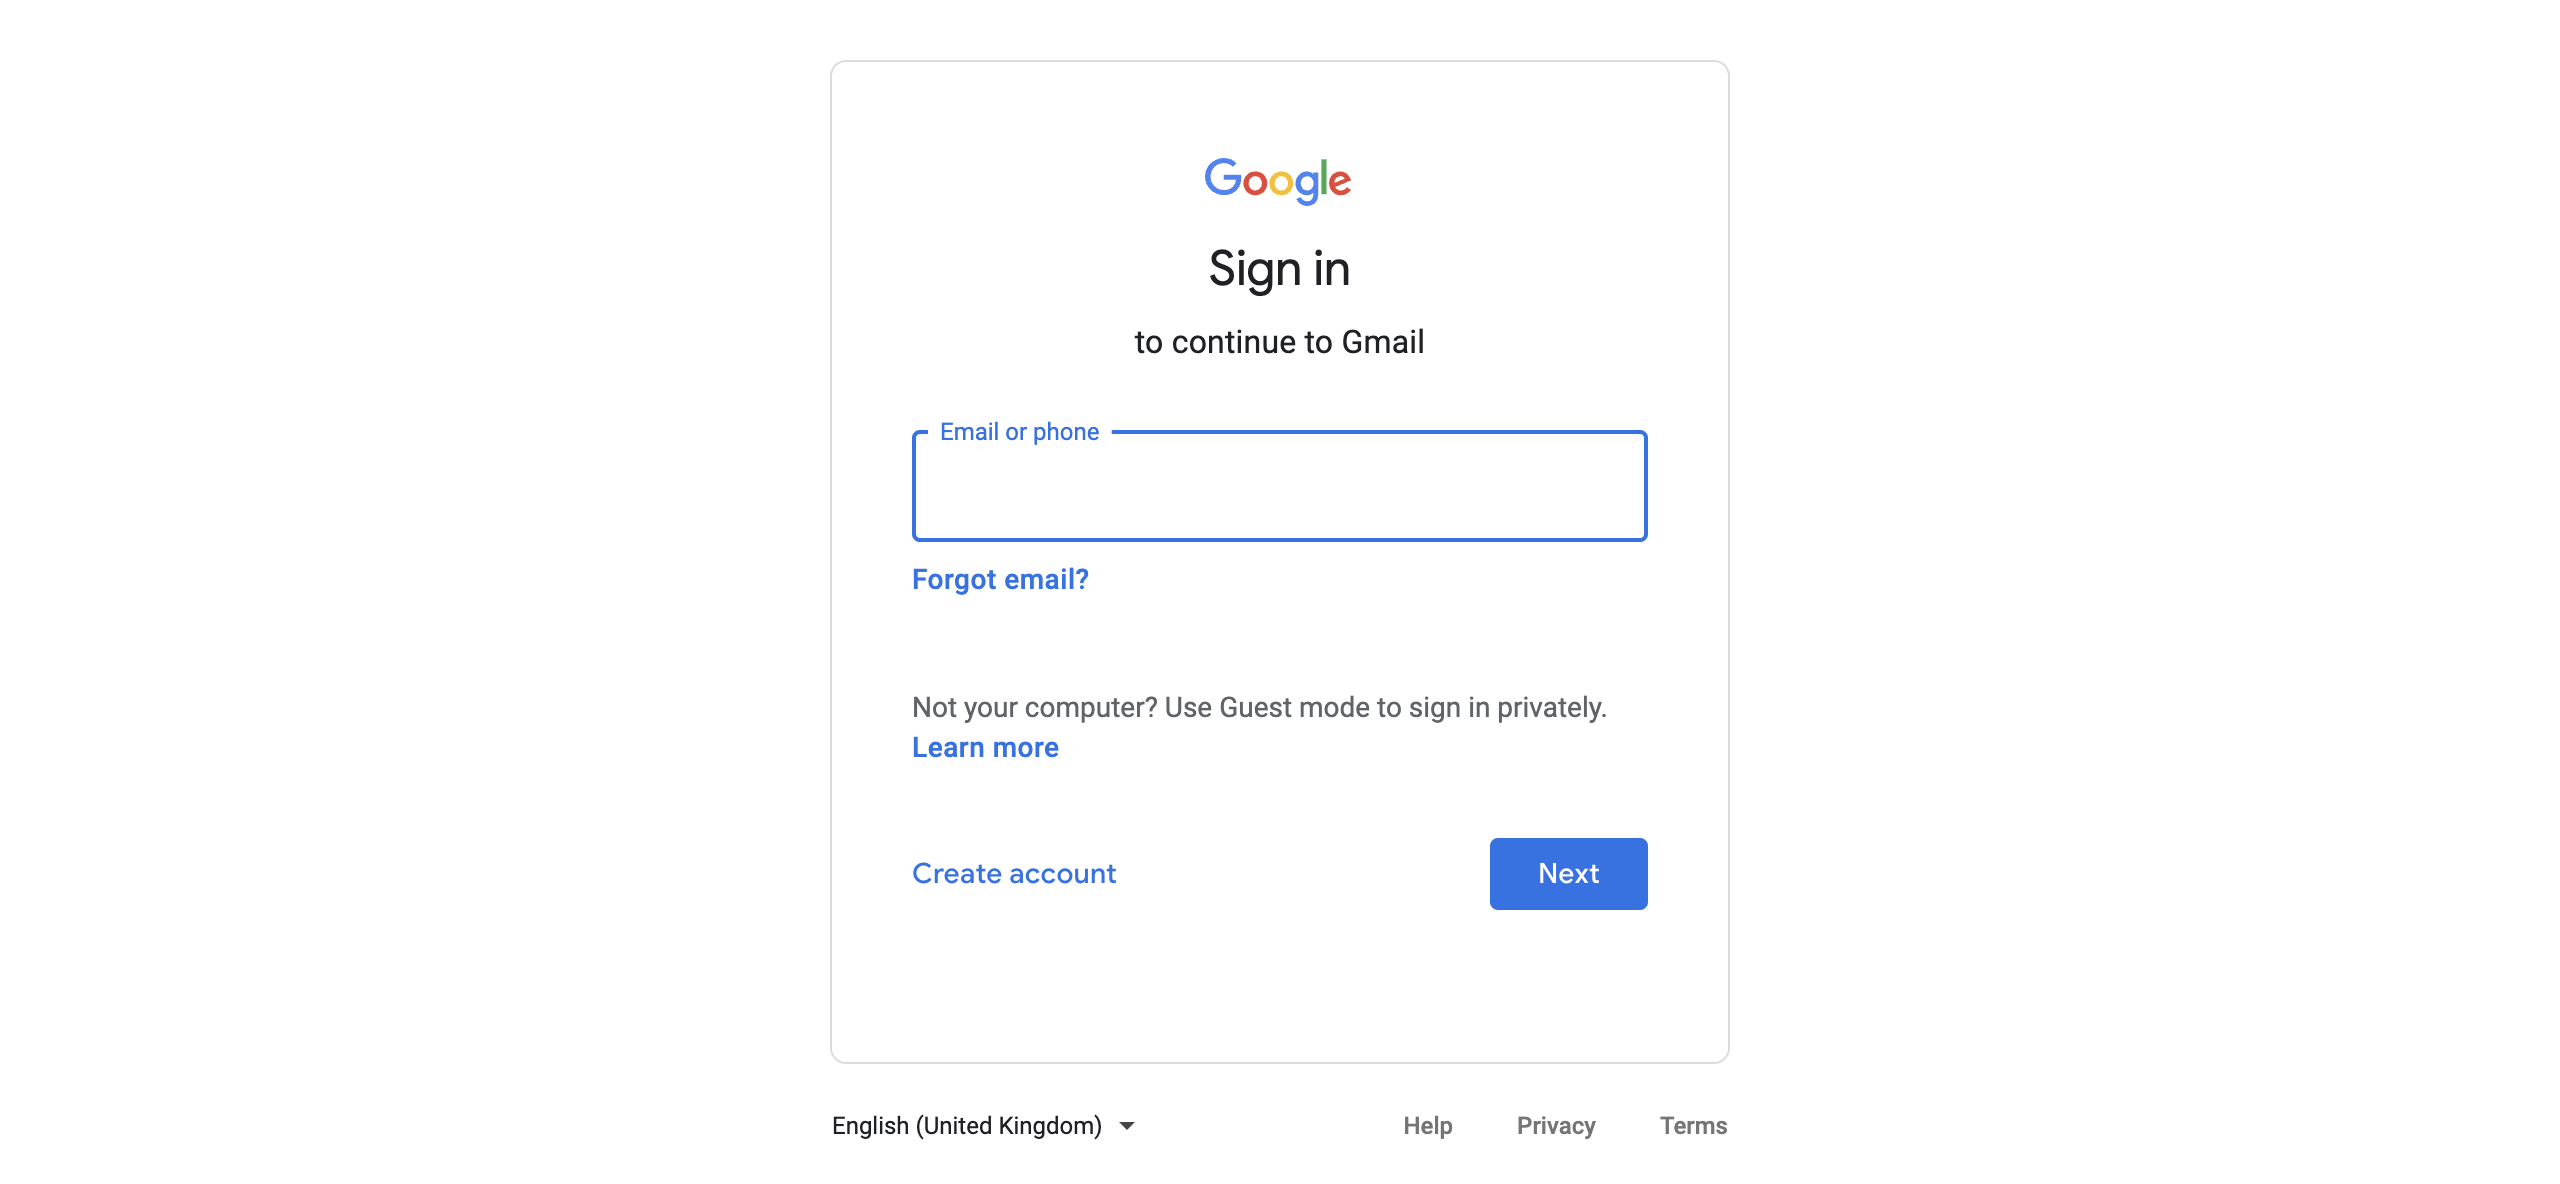 Google
Sign in
to continue to Gmail
Email or phone
Forgot email?
Not your computer? Use Guest mode to sign in privately.
Learn more
Create account
Next
English (United Kingdom)
Help
Privacy
Terms